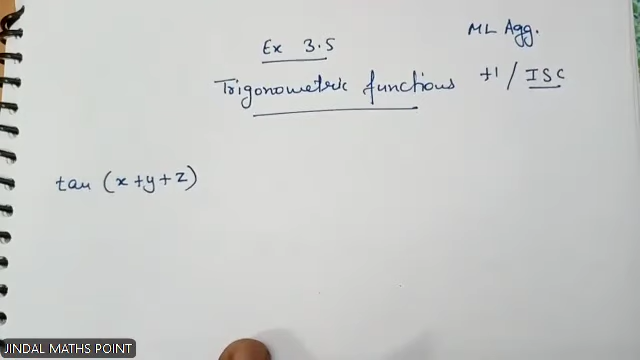 ML Agg.
Ex 3.5
Trigonometric functions +1 / ISC
tan (x+y+z)
JINDAL MATHS POINT